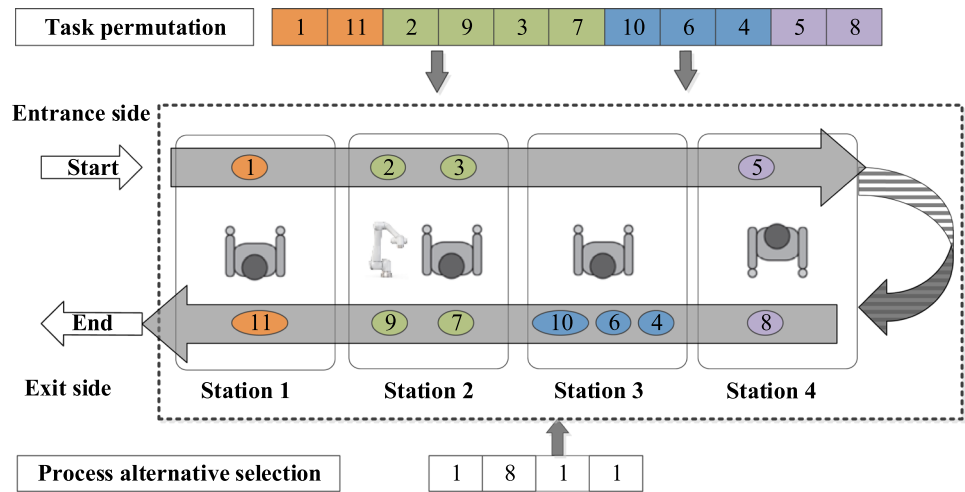 Task permutation 1 11 2 9 3 7 10 6 4 5 8
Entrance side
Start 1 2 3 5
End 11 9 7 10 6 4 8
Exit side Station 1 Station 2 Station 3 Station 4
Process alternative selection 1 8 1 1